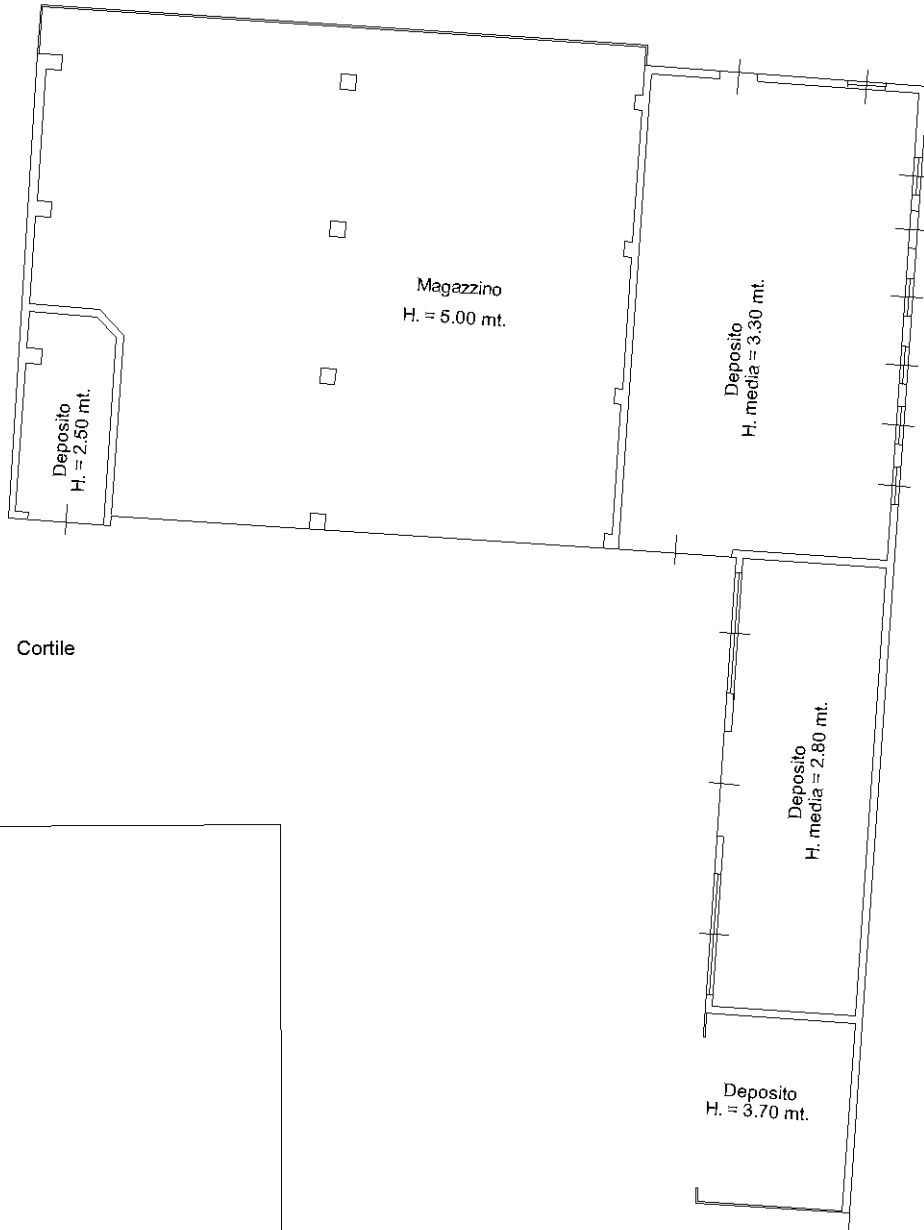 Magazzino
H. = 5.00 mt.
Deposito
H. media = 3.30 mt.
Deposito
H. = 2.50 mt.
Cortile
Deposito
H. media = 2.80 mt.
Deposito
H. = 3.70 mt.